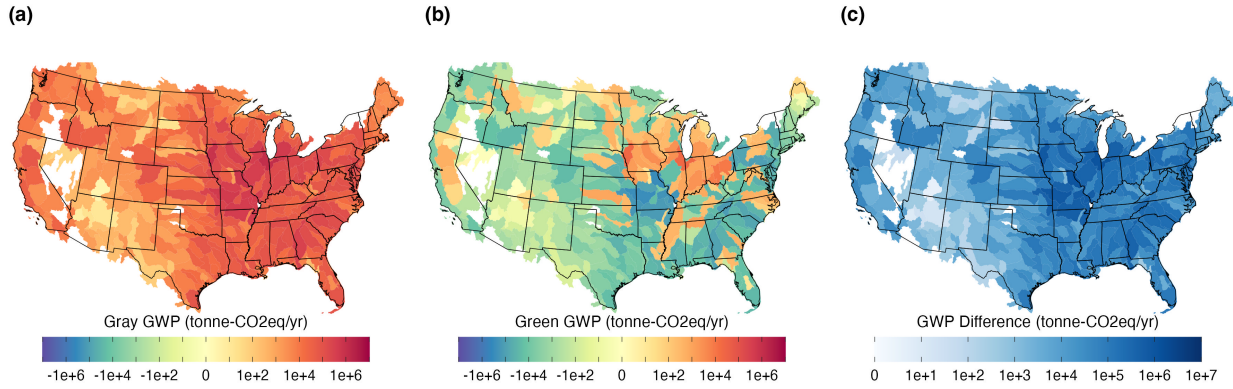 (a)
(b)
(c)
Gray GWP (tonne-CO2eq/yr)
Green GWP (tonne-CO2eq/yr)
GWP Difference (tonne-CO2eq/yr)
-1e+6 -1e+4 -1e+2 0 1e+2 1e+4 1e+6
-1e+6 -1e+4 -1e+2 0 1e+2 1e+4 1e+6
0 1e+1 1e+2 1e+3 1e+4 1e+5 1e+6 1e+7